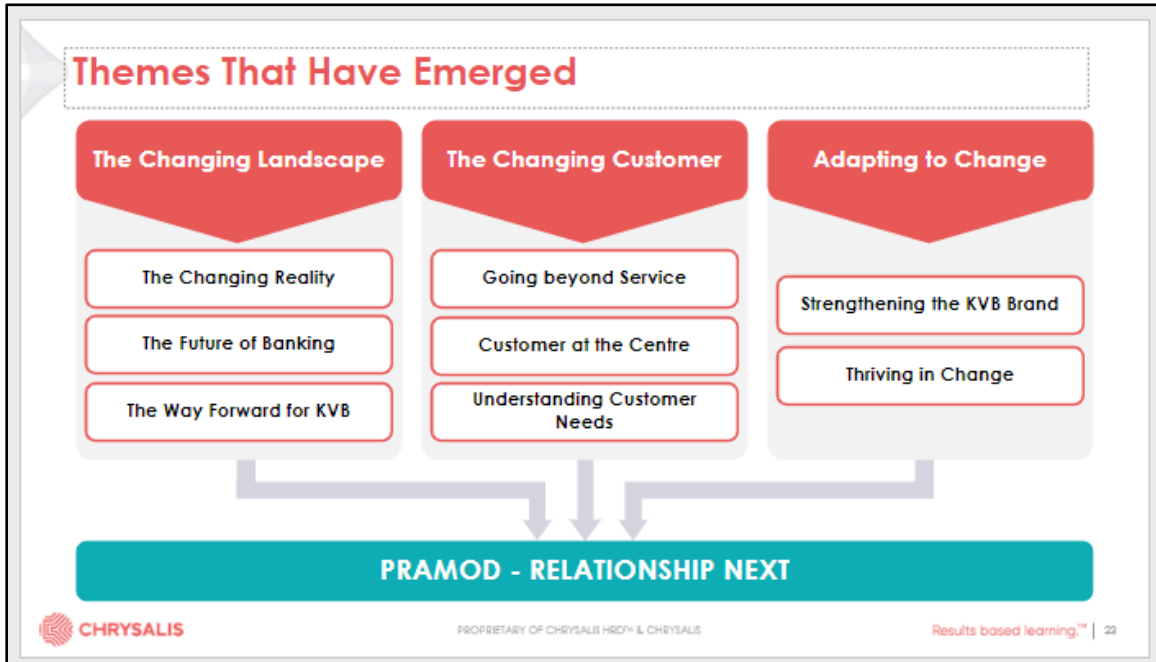 Themes That Have Emerged
The Changing Landscape
The Changing Reality
The Future of Banking
The Way Forward for KVB
The Changing Customer
Going beyond Service
Customer at the Centre
Understanding Customer
Needs
Adapting to Change
Strengthening the KVB Brand
Thriving in Change
PRAMOD - RELATIONSHIP NEXT
CHRYSALIS
PROPRIETARY OF CHRYSALIS HRD™ & CHRYSALIS
Results based learning.™ | 22